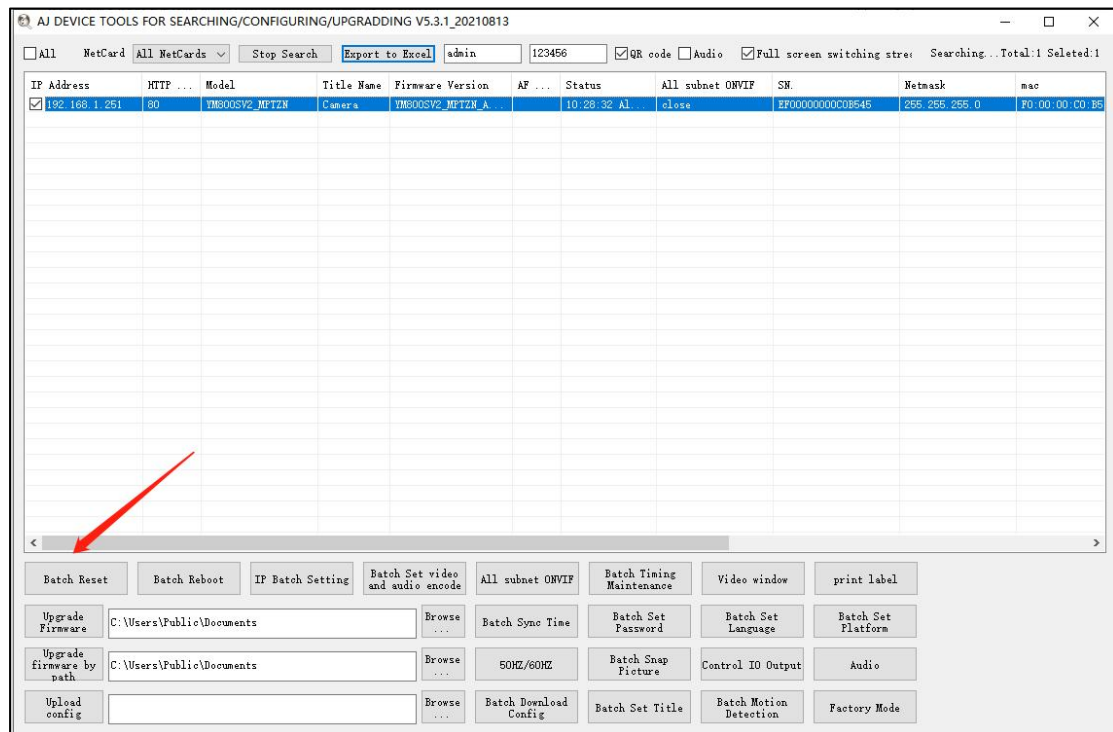 AJ DEVICE TOOLS FOR SEARCHING/CONFIGURING/UPGRADDING V5.3.1_20210813
All NetCard All NetCards Stop Search Export to Excel admin 123456 QR code Audio Full screen switching stre Searching...Total:1 Seleted:1
IP Address HTTP ... Model Title Name Firmware Version AF ... Status All subnet ONVIF SN. Netmask mac
192.168.1.251 80 YM800SV2_MPTZN Camera YM800SV2_MPTZN_A... 10:28:32 Al... close EF00000000C0B545 255.255.255.0 F0:00:00:C0:B5
Batch Reset Batch Reboot IP Batch Setting Batch Set video and audio encode All subnet ONVIF Batch Timing Maintenance Video window print label
Upgrade Firmware C:\Users\Public\Documents Browse ... Batch Sync Time Batch Set Password Batch Set Language Batch Set Platform
Upgrade firmware by path C:\Users\Public\Documents Browse ... 50HZ/60HZ Batch Snap Picture Control IO Output Audio
Upload config Browse ... Batch Download Config Batch Set Title Batch Motion Detection Factory Mode